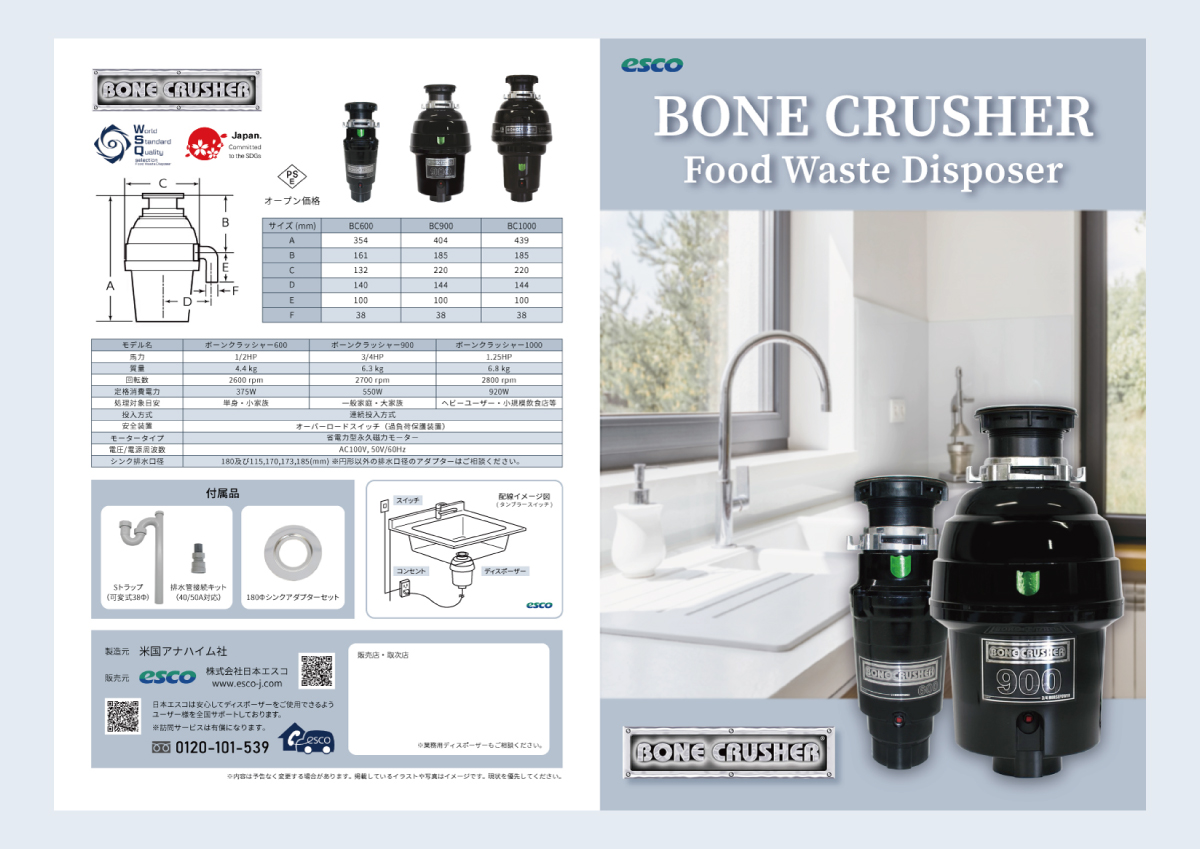 BONE CRUSHER
World
Standard
Quality
selection
Food Waste Disposer
Japan.
Committed
to the SDGs
PS
E
オープン価格
C
B
A
E
D
F
サイズ (mm) BC600 BC900 BC1000
A 354 404 439
B 161 185 185
C 132 220 220
D 140 144 144
E 100 100 100
F 38 38 38
モデル名 ボーンクラッシャー600 ボーンクラッシャー900 ボーンクラッシャー1000
馬力 1/2HP 3/4HP 1.25HP
質量 4.4 kg 6.3 kg 6.8 kg
回転数 2600 rpm 2700 rpm 2800 rpm
定格消費電力 375W 550W 920W
処理対象目安 単身・小家族 一般家庭・大家族 ヘビーユーザー・小規模飲食店等
投入方式 連続投入方式
安全装置 オーバーロードスイッチ（過負荷保護装置）
モータータイプ 省電力型永久磁力モーター
電圧/電源周波数 AC100V, 50V/60Hz
シンク排水口径 180及び115,170,173,185(mm) ※円形以外の排水口径のアダプターはご相談ください。
付属品
Sトラップ
(可変式38Φ)
排水管接続キット
(40/50A対応)
180Φシンクアダプターセット
スイッチ
配線イメージ図
(タンブラースイッチ)
コンセント
ディスポーザー
esco
製造元 米国アナハイム社
販売元 esco 株式会社日本エスコ
www.esco-j.com
日本エスコは安心してディスポーザーをご使用できるよう
ユーザー様を全国サポートしております。
※訪問サービスは有償になります。
0120-101-539
esco
販売店・取次店
※業務用ディスポーザーもご相談ください。
※内容は予告なく変更する場合があります。掲載しているイラストや写真はイメージです。現状を優先してください。
esco
BONE CRUSHER
Food Waste Disposer
BONE CRUSHER
BONE CRUSHER
900
BONE CRUSHER